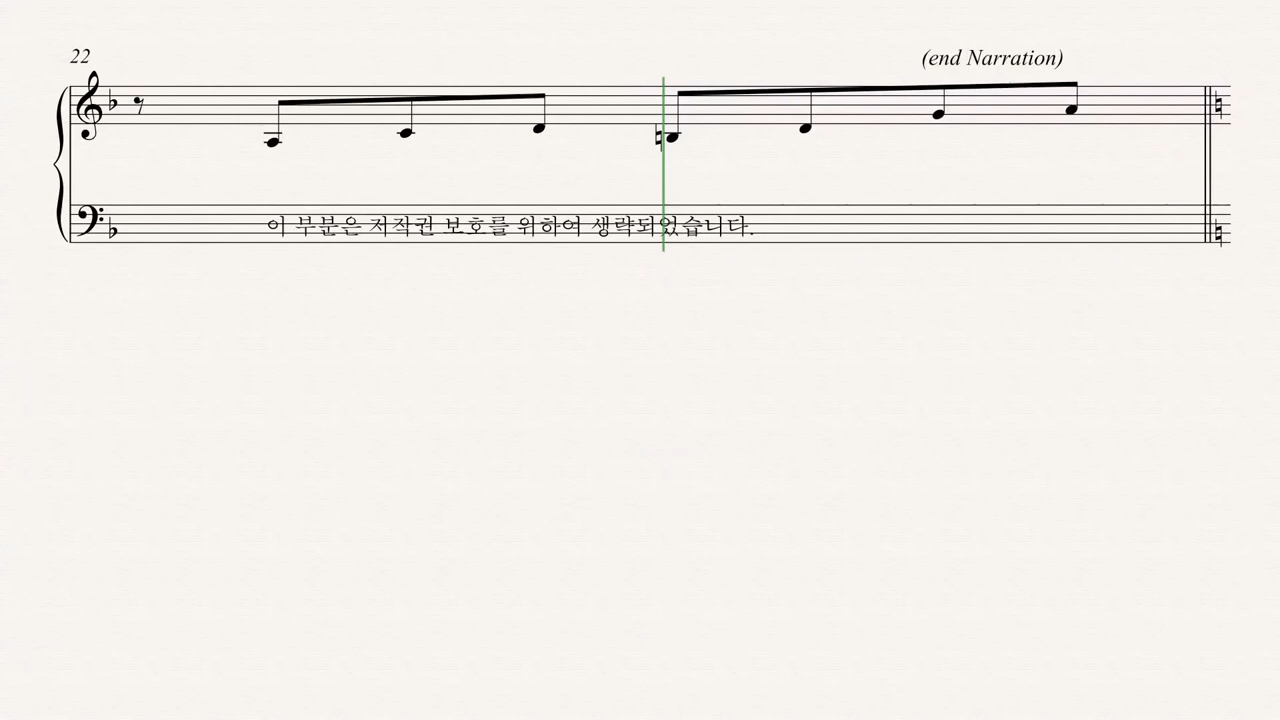 22
(end Narration)
이 부분은 저작권 보호를 위하여 생략되었습니다.